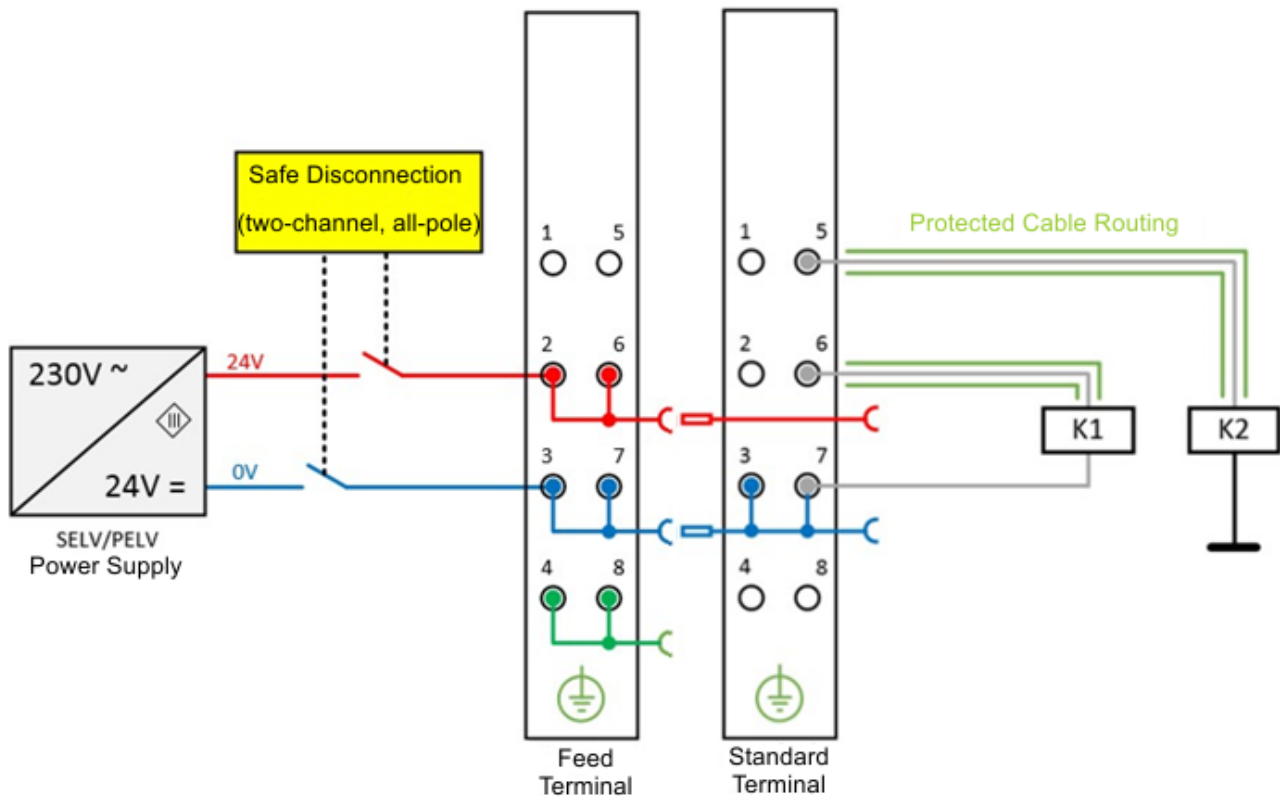 Safe Disconnection
(two-channel, all-pole)
Protected Cable Routing
1 5
1 5
2 6
2 6
230V ~
24V
III
24V =
0V
3 7
3 7
K1
K2
SELV/PELV
Power Supply
4 8
4 8
Feed
Terminal
Standard
Terminal